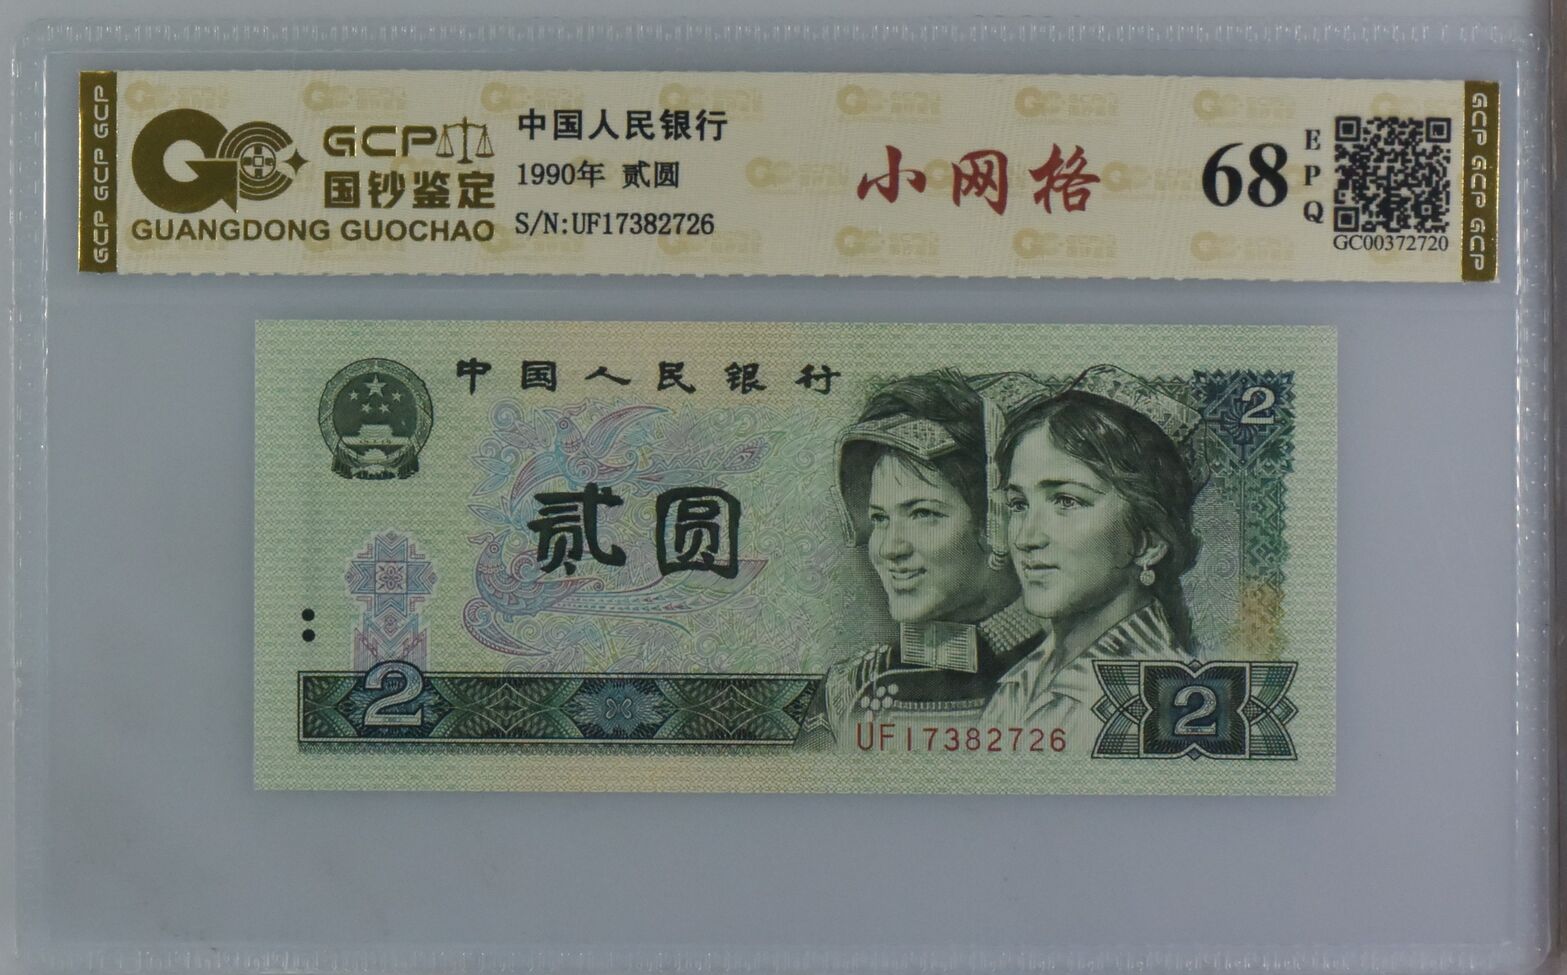 GCP GCP GCP
GCP
国钞鉴定
GUANGDONG GUOCHAO
中国人民银行
1990年 贰圆
S/N:UF17382726
小网格
68
EPQ
GC00372720
GCP GCP GCP
中国人民银行
2
贰圆
2
2
UF17382726